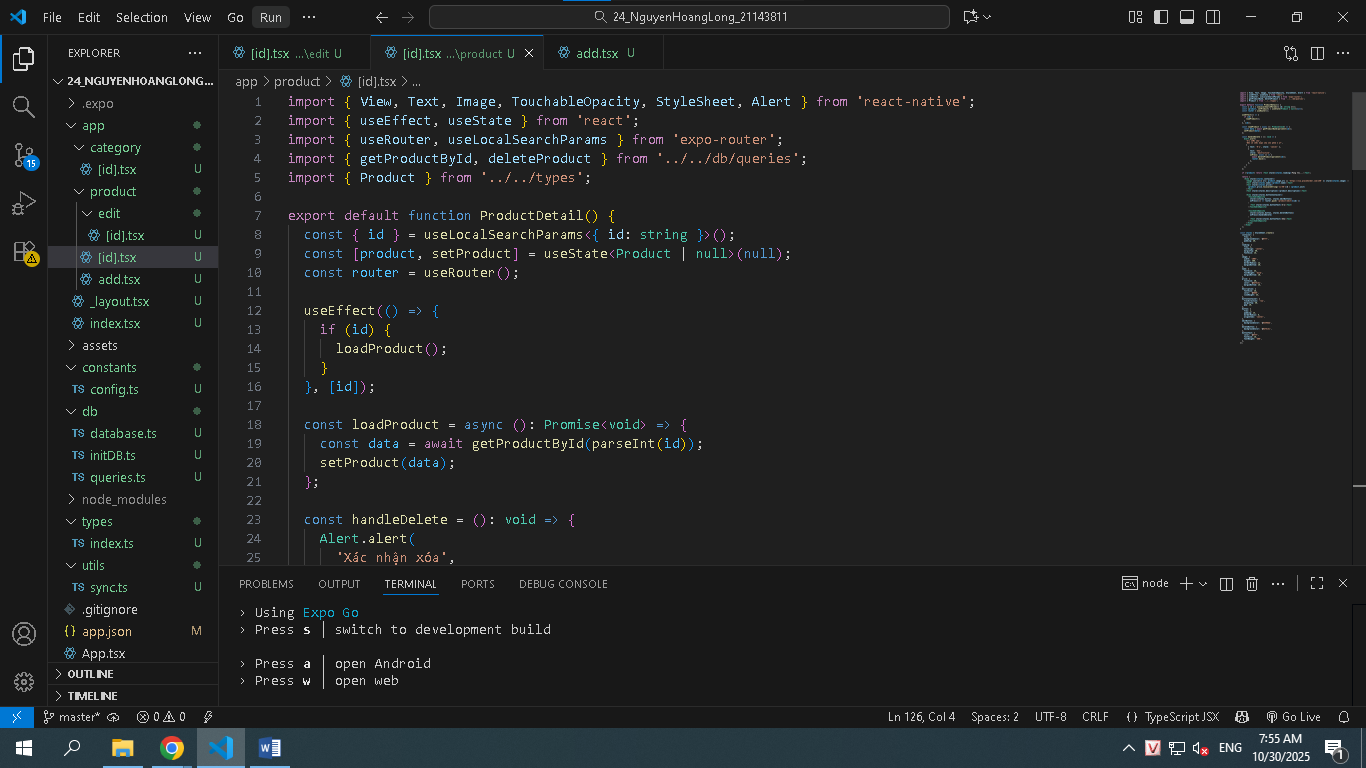 File Edit Selection View Go Run ··· 24_NguyenHoangLong_21143811
EXPLORER ···
24_NGUYENHOANGLONG...
.expo
app
category
[id].tsx U
product
edit
[id].tsx U
[id].tsx U
add.tsx U
_layout.tsx U
index.tsx U
assets
constants
TS config.ts U
db
TS database.ts U
TS initDB.ts U
TS queries.ts U
node_modules
types
TS index.ts U
utils
TS sync.ts U
.gitignore
{} app.json M
App.tsx
OUTLINE
TIMELINE
15
[id].tsx ...\edit U [id].tsx ...\product U add.tsx U
app > product > [id].tsx > ...
1 import { View, Text, Image, TouchableOpacity, StyleSheet, Alert } from 'react-native';
2 import { useEffect, useState } from 'react';
3 import { useRouter, useLocalSearchParams } from 'expo-router';
4 import { getProductById, deleteProduct } from '../../db/queries';
5 import { Product } from '../../types';
6
7 export default function ProductDetail() {
8 const { id } = useLocalSearchParams<{ id: string }>();
9 const [product, setProduct] = useState<Product | null>(null);
10 const router = useRouter();
11
12 useEffect(() => {
13 if (id) {
14 loadProduct();
15 }
16 }, [id]);
17
18 const loadProduct = async (): Promise<void> => {
19 const data = await getProductById(parseInt(id));
20 setProduct(data);
21 };
22
23 const handleDelete = (): void => {
24 Alert.alert(
25 'Xác nhận xóa',
PROBLEMS OUTPUT TERMINAL PORTS DEBUG CONSOLE node
› Using Expo Go
› Press s │ switch to development build
› Press a │ open Android
› Press w │ open web
master* 0 0 Ln 126, Col 4 Spaces: 2 UTF-8 CRLF {} TypeScript JSX Go Live
ENG 7:55 AM
10/30/2025
1